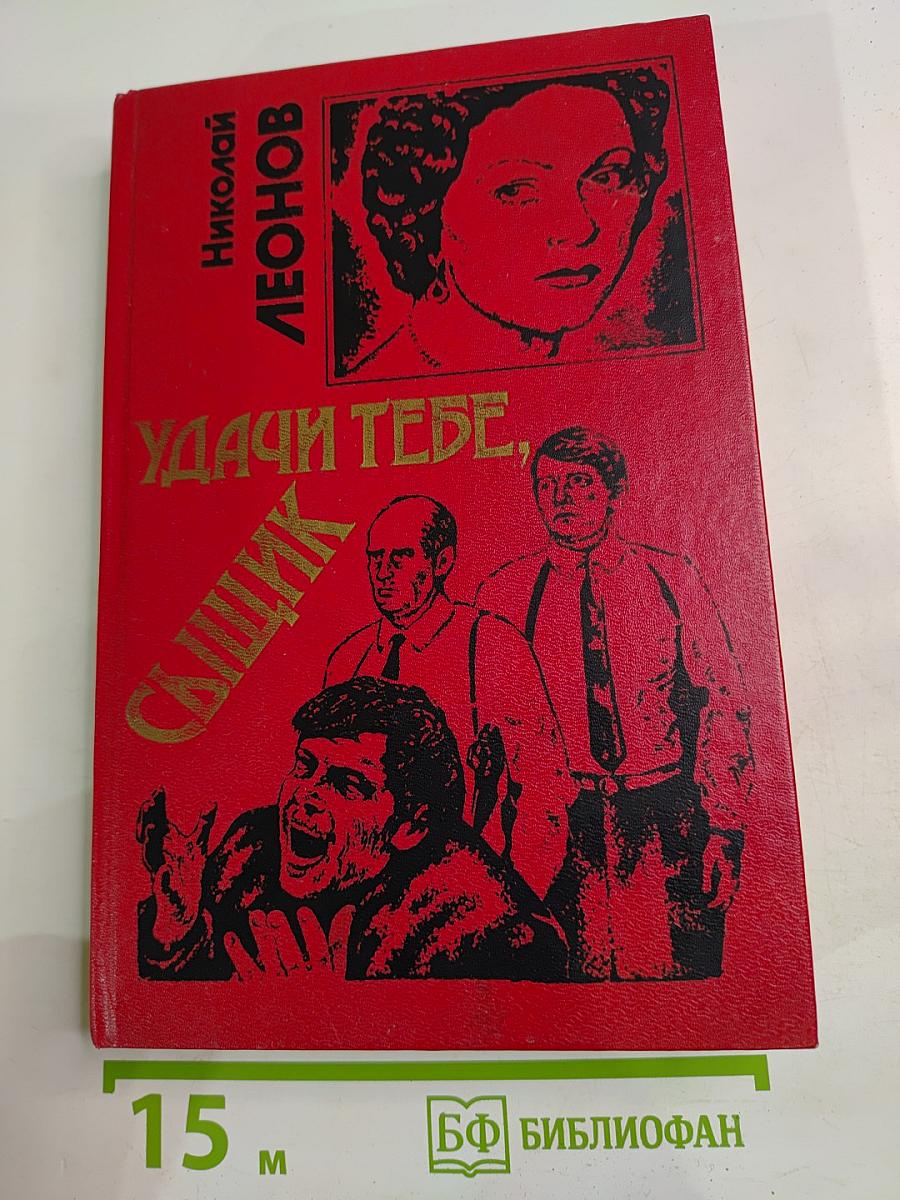 Николай
ЛЕОНОВ
УДАЧИ ТЕБЕ,
СЫЩИК
15 м
БФ БИБЛИОФАН